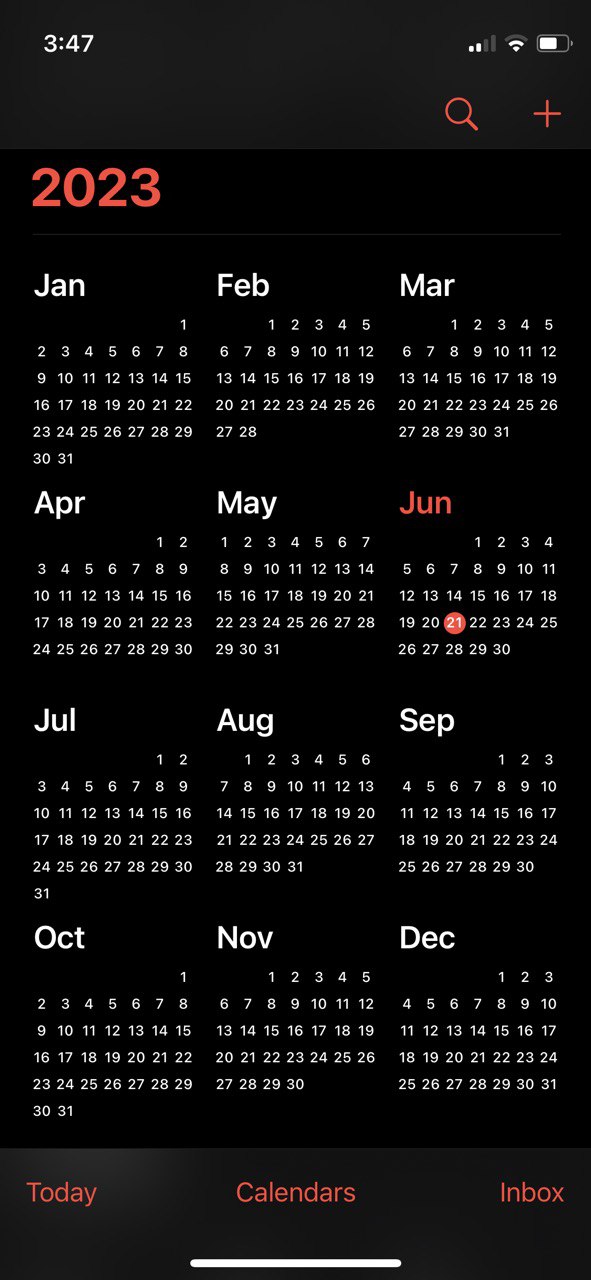 3:47
2023
Jan Feb Mar
1 1 2 3 4 5 1 2 3 4 5
2 3 4 5 6 7 8 6 7 8 9 10 11 12 6 7 8 9 10 11 12
9 10 11 12 13 14 15 13 14 15 16 17 18 19 13 14 15 16 17 18 19
16 17 18 19 20 21 22 20 21 22 23 24 25 26 20 21 22 23 24 25 26
23 24 25 26 27 28 29 27 28 27 28 29 30 31
30 31
Apr May Jun
1 2 1 2 3 4 5 6 7 1 2 3 4
3 4 5 6 7 8 9 8 9 10 11 12 13 14 5 6 7 8 9 10 11
10 11 12 13 14 15 16 15 16 17 18 19 20 21 12 13 14 15 16 17 18
17 18 19 20 21 22 23 22 23 24 25 26 27 28 19 20 21 22 23 24 25
24 25 26 27 28 29 30 29 30 31 26 27 28 29 30
Jul Aug Sep
1 2 1 2 3 4 5 6 1 2 3
3 4 5 6 7 8 9 7 8 9 10 11 12 13 4 5 6 7 8 9 10
10 11 12 13 14 15 16 14 15 16 17 18 19 20 11 12 13 14 15 16 17
17 18 19 20 21 22 23 21 22 23 24 25 26 27 18 19 20 21 22 23 24
24 25 26 27 28 29 30 28 29 30 31 25 26 27 28 29 30
31
Oct Nov Dec
1 1 2 3 4 5 1 2 3
2 3 4 5 6 7 8 6 7 8 9 10 11 12 4 5 6 7 8 9 10
9 10 11 12 13 14 15 13 14 15 16 17 18 19 11 12 13 14 15 16 17
16 17 18 19 20 21 22 20 21 22 23 24 25 26 18 19 20 21 22 23 24
23 24 25 26 27 28 29 27 28 29 30 25 26 27 28 29 30 31
30 31
Today Calendars Inbox